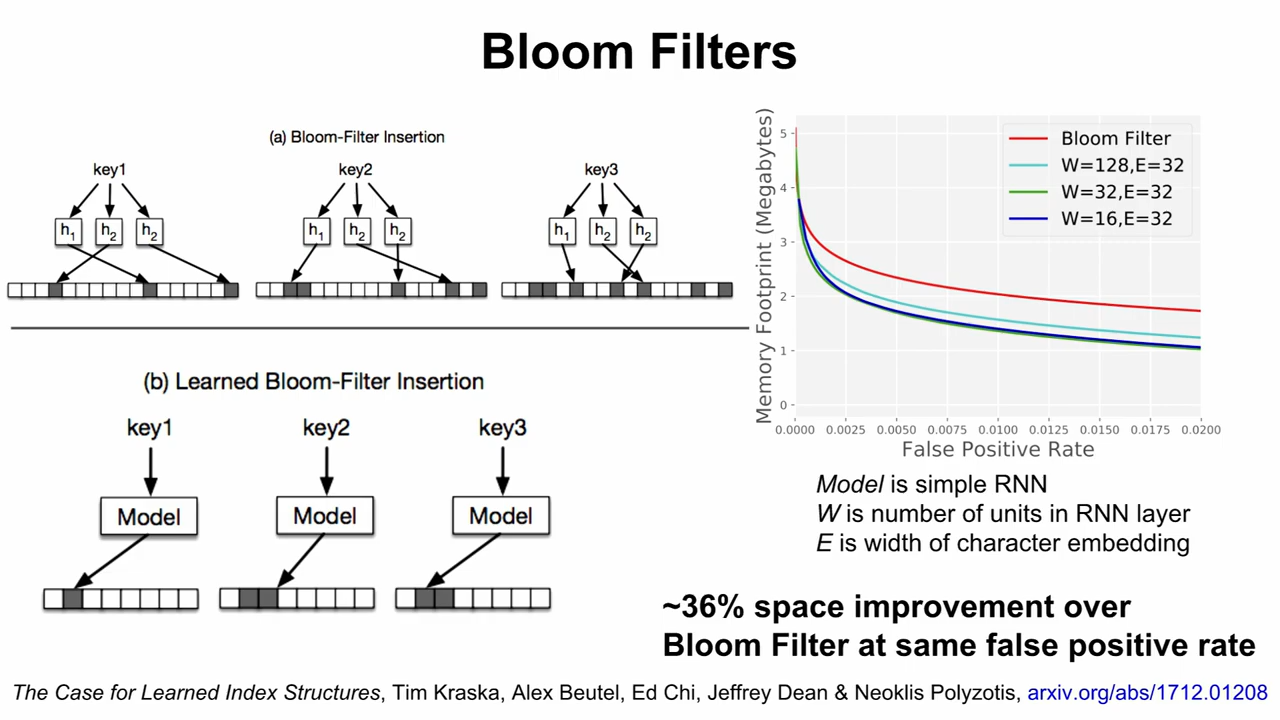 Bloom Filters
(a) Bloom-Filter Insertion
key1 key2 key3
h1 h2 h2 h1 h2 h2 h1 h2 h2
(b) Learned Bloom-Filter Insertion
key1 key2 key3
Model Model Model
Memory Footprint (Megabytes)
5
4
3
2
1
0
Bloom Filter
W=128,E=32
W=32,E=32
W=16,E=32
0.0000 0.0025 0.0050 0.0075 0.0100 0.0125 0.0150 0.0175 0.0200
False Positive Rate
Model is simple RNN
W is number of units in RNN layer
E is width of character embedding
~36% space improvement over
Bloom Filter at same false positive rate
The Case for Learned Index Structures, Tim Kraska, Alex Beutel, Ed Chi, Jeffrey Dean & Neoklis Polyzotis, arxiv.org/abs/1712.01208